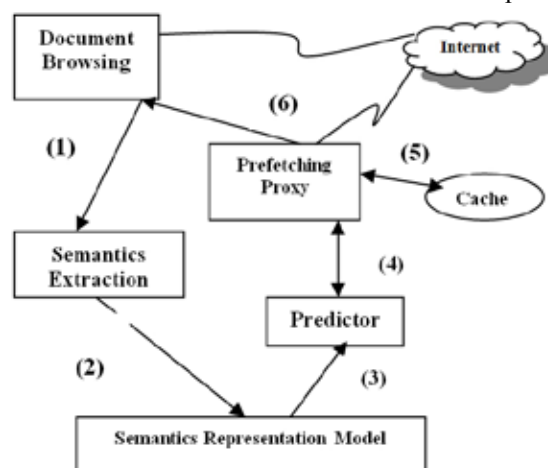 Document
Browsing
Internet
(6)
(1)
(5)
Prefetching
Proxy
Cache
Semantics
Extraction
(4)
Predictor
(2)
(3)
Semantics Representation Model